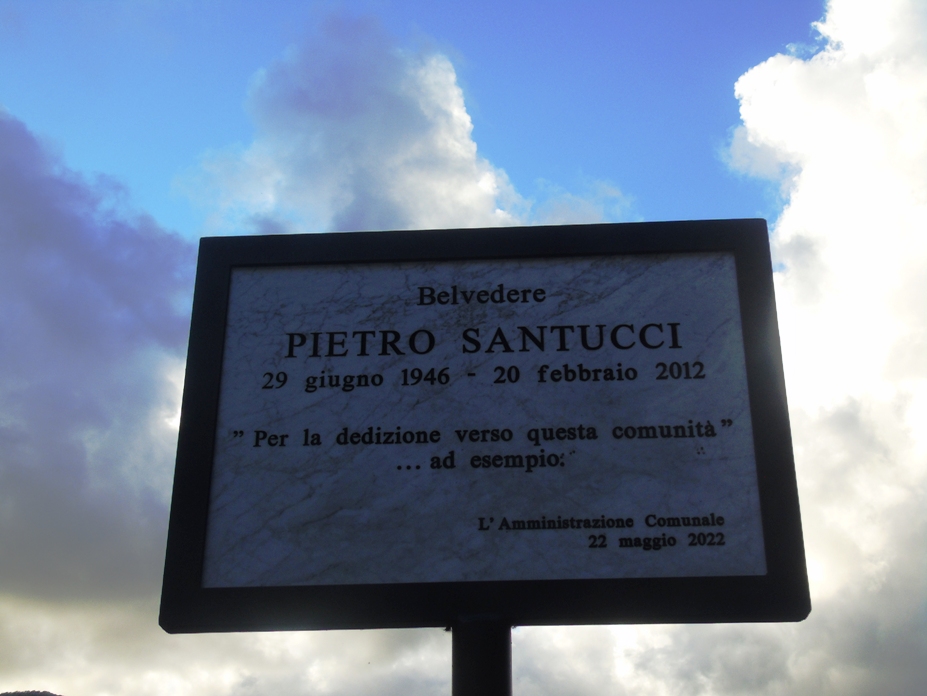 Belvedere
PIETRO SANTUCCI
29 giugno 1946 - 20 febbraio 2012
” Per la dedizione verso questa comunità ”
... ad esempio.
L’ Amministrazione Comunale
22 maggio 2022